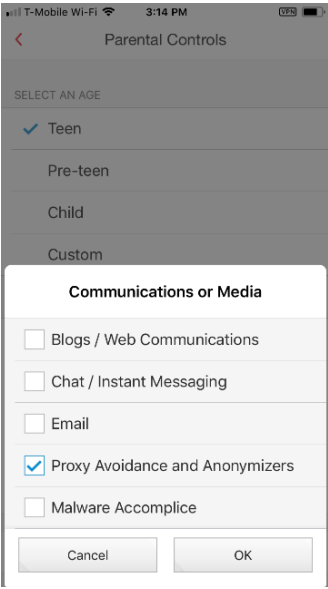 T-Mobile Wi-Fi 3:14 PM VPN
Parental Controls
SELECT AN AGE
Teen
Pre-teen
Child
Custom
Communications or Media
Blogs / Web Communications
Chat / Instant Messaging
Email
Proxy Avoidance and Anonymizers
Malware Accomplice
Cancel OK